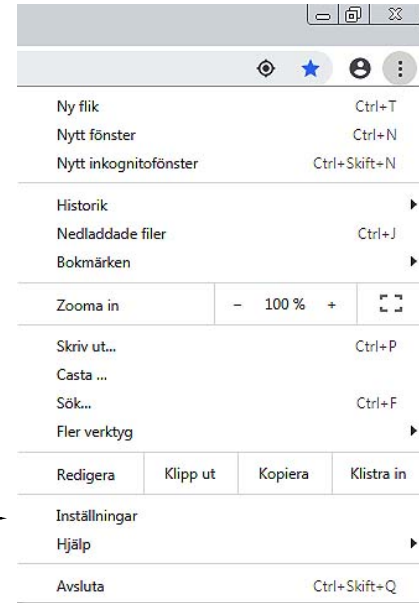 Ny flik Ctrl+T
Nytt fönster Ctrl+N
Nytt inkognitofönster Ctrl+Skift+N
Historik
Nedladdade filer Ctrl+J
Bokmärken
Zooma in - 100 % +
Skriv ut... Ctrl+P
Casta ...
Sök... Ctrl+F
Fler verktyg
Redigera Klipp ut Kopiera Klistra in
Inställningar
Hjälp
Avsluta Ctrl+Skift+Q